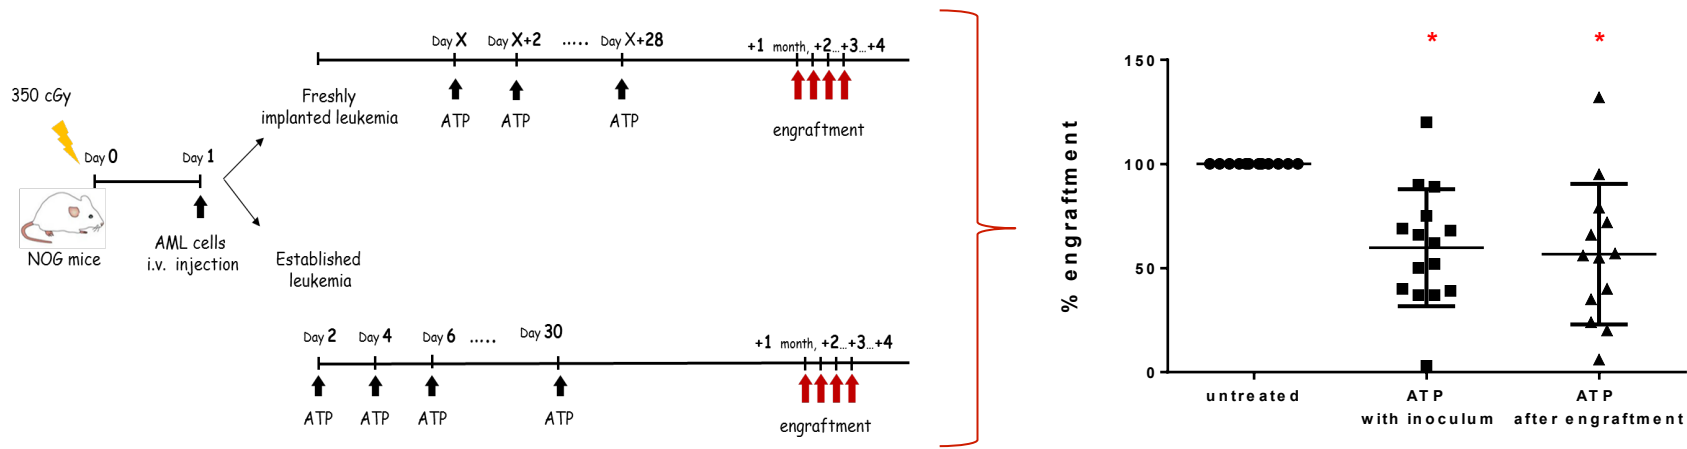 350 cGy
Day 0
Day 1
NOG mice
AML cells
i.v. injection
Freshly
implanted leukemia
Established
leukemia
Day X
Day X+2
.....
Day X+28
+1 month, +2...+3...+4
ATP
ATP
ATP
engraftment
Day 2
Day 4
Day 6
.....
Day 30
+1 month, +2...+3...+4
ATP
ATP
ATP
ATP
engraftment
% engraftment
150
100
50
0
*
*
untreated
ATP
with inoculum
ATP
after engraftment